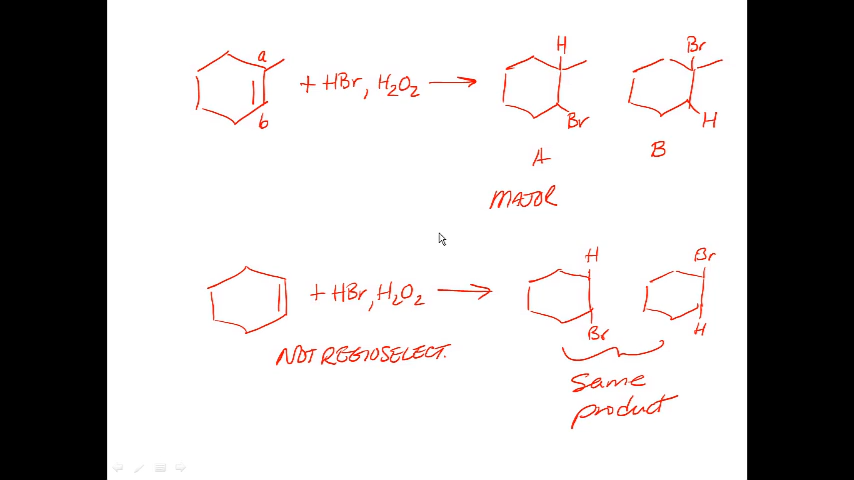 a
b
+ HBr, H2O2
H
Br
A
MAJOR
Br
H
B
+ HBr, H2O2
NOT REGIOSELECT.
H
Br
Br
H
Same
product